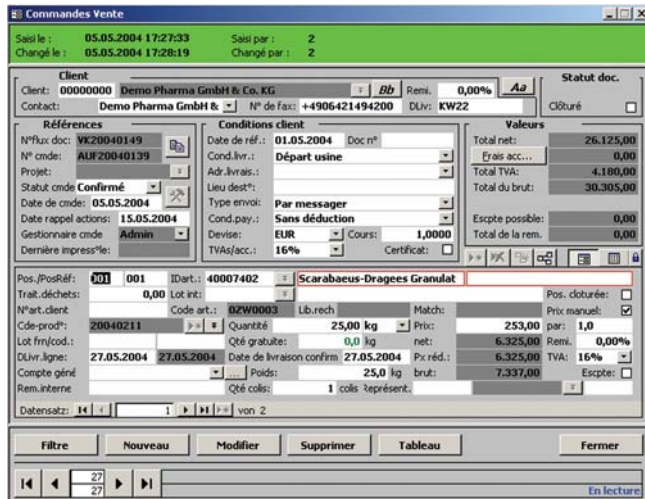 Commandes Vente
Saisi le : 05.05.2004 17:27:33 Saisi par : 2
Changé le : 05.05.2004 17:28:19 Changé par : 2
Client
Client: 00000000 Demo Pharma GmbH & Co. KG Bb Remi. 0,00% Aa
Contact: Demo Pharma GmbH & N° de fax: +4906421494200 DLiv: KW22
Statut doc.
Clôturé
Références
N°flux doc: VK20040149
N° cmde: AUF20040139
Projet:
Statut cmde Confirmé
Date de cmde: 05.05.2004
Date rappel actions: 15.05.2004
Gestionnaire cmde Admin
Dernière impress°le:
Conditions client
Date de réf.: 01.05.2004 Doc n°
Cond.livr.: Départ usine
Adr.livrais.:
Lieu dest°:
Type envoi: Par messager
Cond.pay.: Sans déduction
Devise: EUR Cours: 1,0000
TVAs/acc.: 16% Certificat:
Valeurs
Total net: 26.125,00
Frais acc... 0,00
Total TVA: 4.180,00
Total du brut: 30.305,00
Escpte possible: 0,00
Total de la rem. 0,00
Pos./PosRéf: 001 001 IDart.: 40007402 Scarabaeus-Dragees Granulat
Trait.déchets: 0,00 Lot int: Pos. cloturée:
N°art.client Code art.: 0ZW0003 Lib.rech Match: Prix manuel:
Cde-prod°: 20040211 Quantité 25,00 kg Prix: 253,00 par: 1,0
Lot frn/cod.: Qté gratuite: 0,0 kg net: 6.325,00 Remi. 0,00%
DLivr.ligne: 27.05.2004 27.05.2004 Date de livraison confirm 27.05.2004 Px réd.: 6.325,00 TVA: 16%
Compte géné ... Poids: 25,0 kg brut: 7.337,00 Escpte:
Rem.interne Qté colis: 1 colis Représent.
Datensatz: 1 von 2
Filtre Nouveau Modifier Supprimer Tableau Fermer
27
27
En lecture